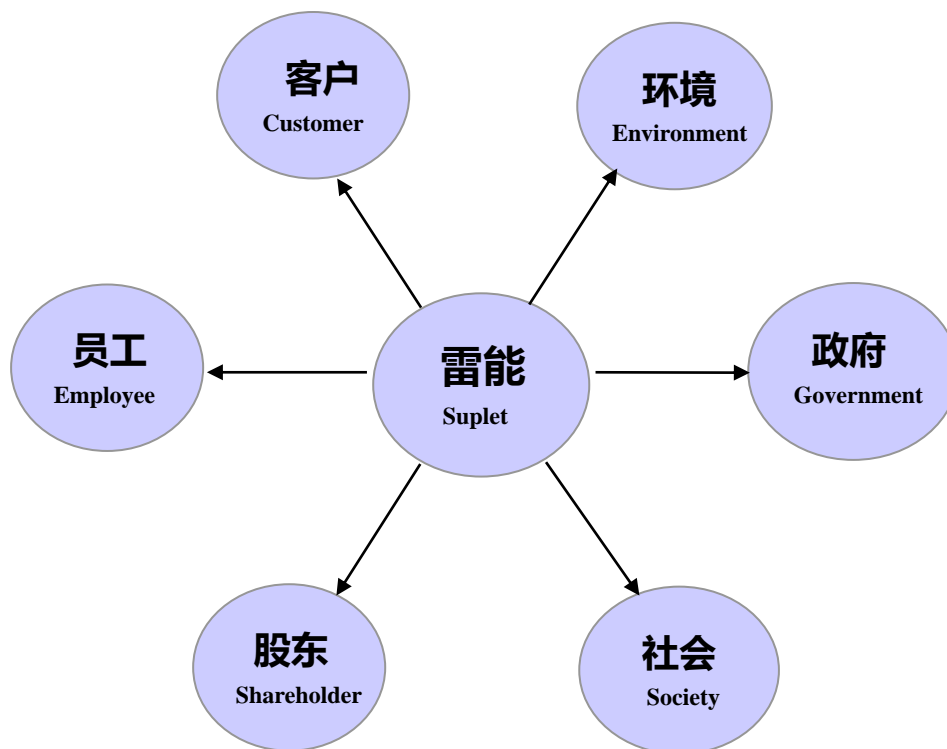 客户
Customer
环境
Environment
员工
Employee
雷能
Suplet
政府
Government
股东
Shareholder
社会
Society